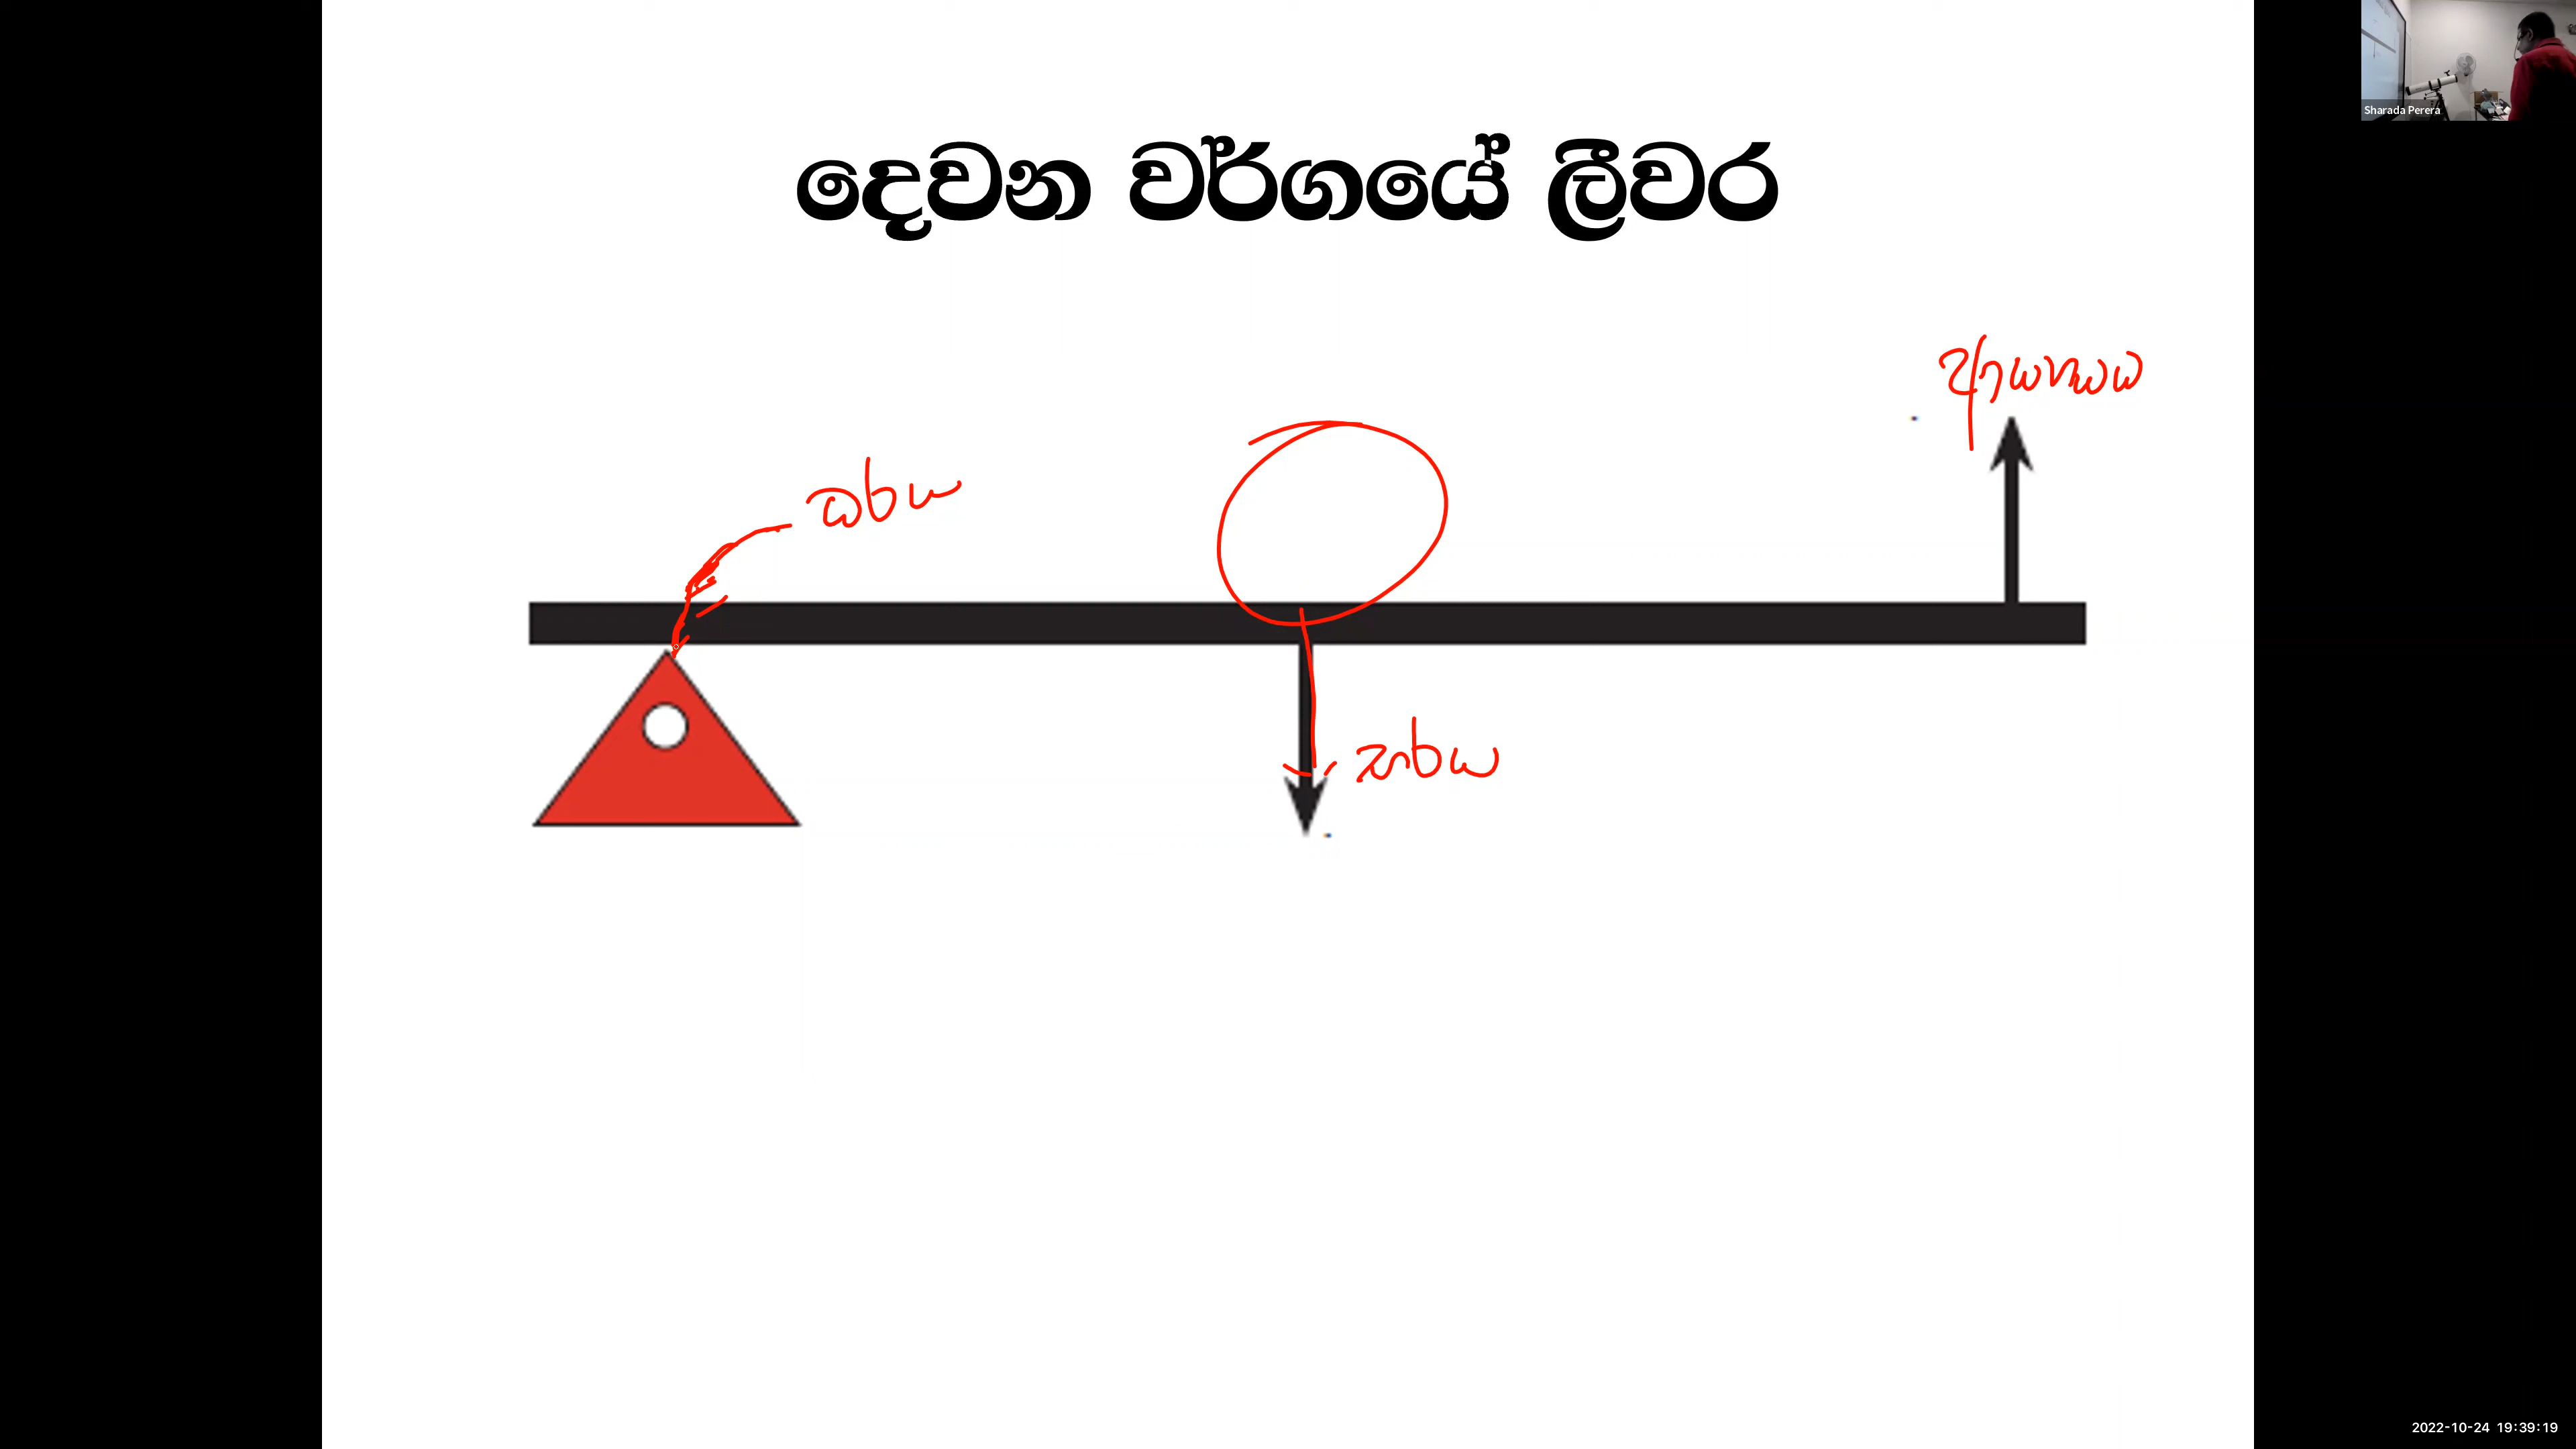 Sharada Perera
දෙවන වර්ගයේ ලීවර
ආයාසය
ධරය
භාරය
2022-10-24 19:39:19